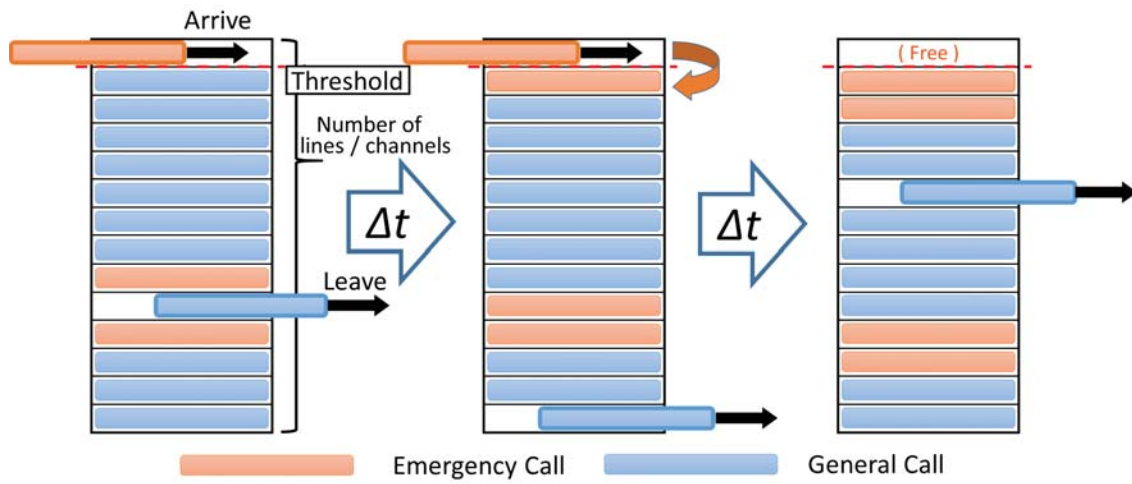 Arrive
( Free )
Threshold
Number of
lines / channels
Δt
Δt
Leave
Emergency Call
General Call